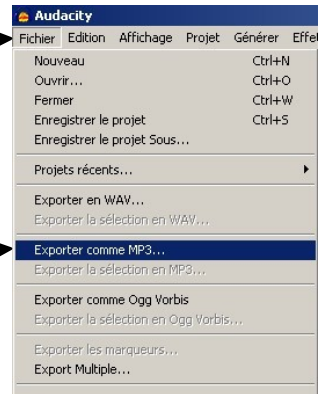 Audacity
Fichier Edition Affichage Projet Générer Effe
Nouveau Ctrl+N
Ouvrir... Ctrl+O
Fermer Ctrl+W
Enregistrer le projet Ctrl+S
Enregistrer le projet Sous...
Projets récents...
Exporter en WAV...
Exporter la sélection en WAV...
Exporter comme MP3...
Exporter la sélection en MP3...
Exporter comme Ogg Vorbis
Exporter la sélection en Ogg Vorbis...
Exporter les marqueurs...
Export Multiple...